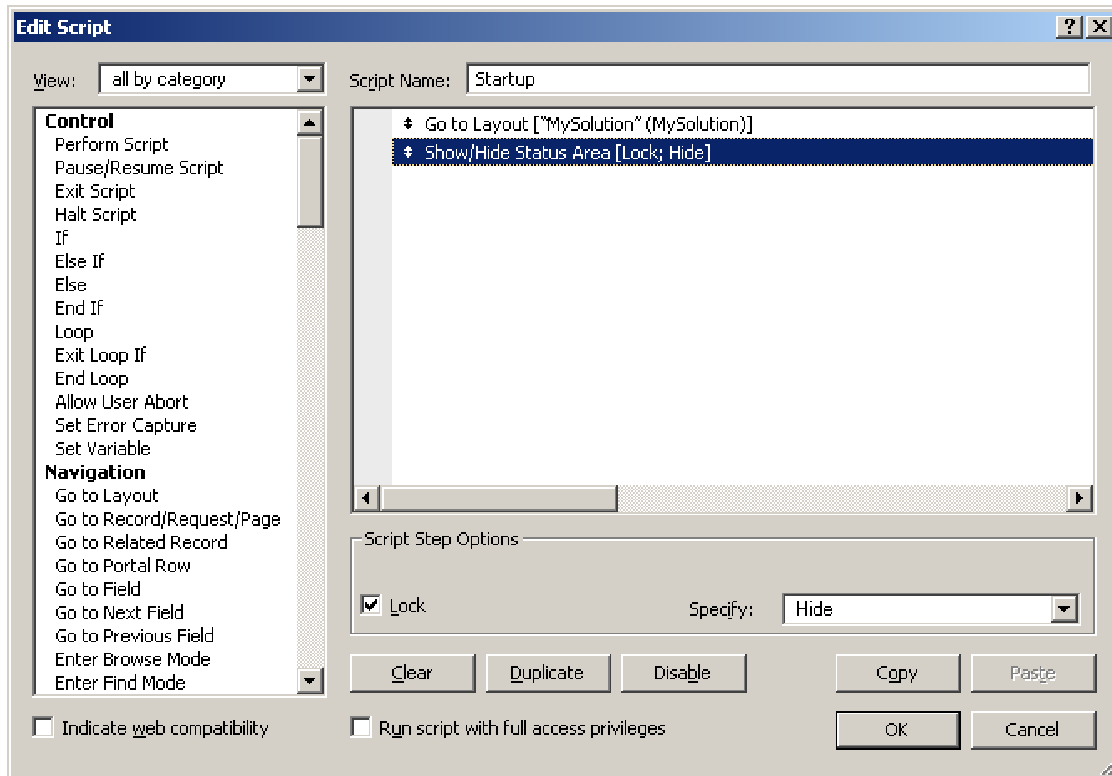 Edit Script
View: all by category
Script Name: Startup
Control
Perform Script
Pause/Resume Script
Exit Script
Halt Script
If
Else If
Else
End If
Loop
Exit Loop If
End Loop
Allow User Abort
Set Error Capture
Set Variable
Navigation
Go to Layout
Go to Record/Request/Page
Go to Related Record
Go to Portal Row
Go to Field
Go to Next Field
Go to Previous Field
Enter Browse Mode
Enter Find Mode
Go to Layout ["MySolution" (MySolution)]
Show/Hide Status Area [Lock; Hide]
Script Step Options
Lock
Specify: Hide
Clear
Duplicate
Disable
Copy
Paste
Indicate web compatibility
Run script with full access privileges
OK
Cancel